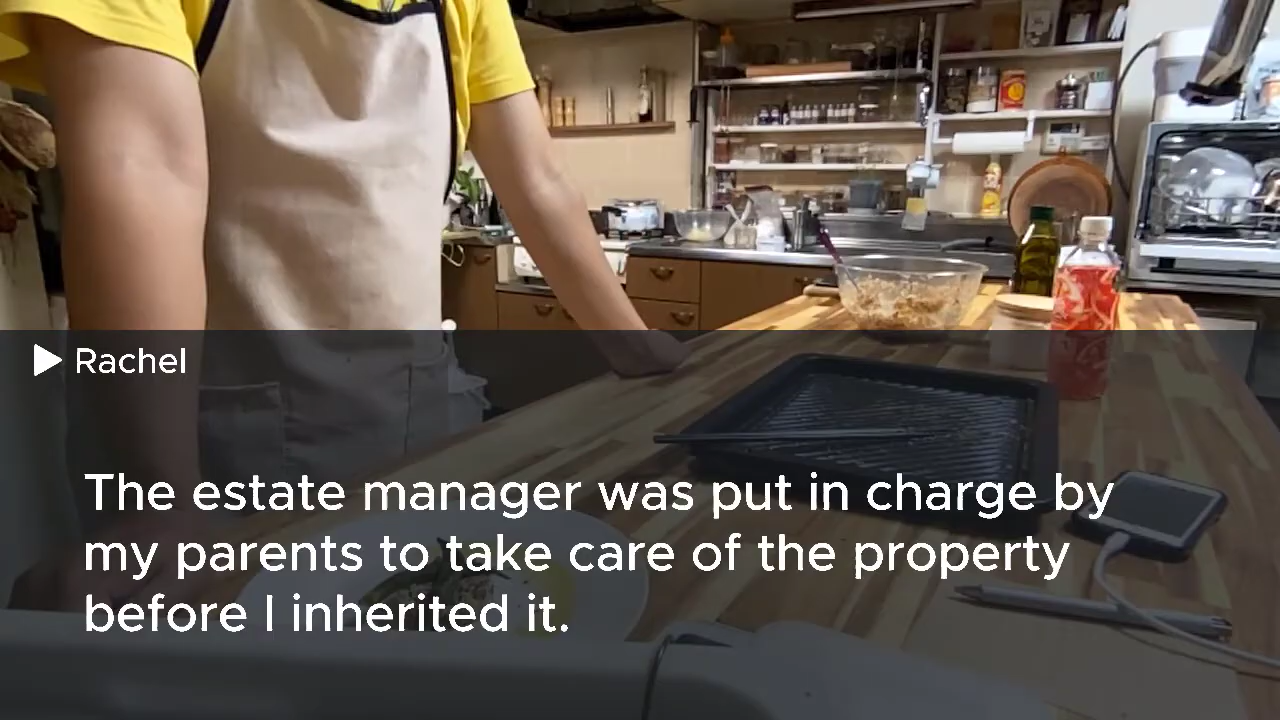 Rachel
The estate manager was put in charge by
my parents to take care of the property
before I inherited it.